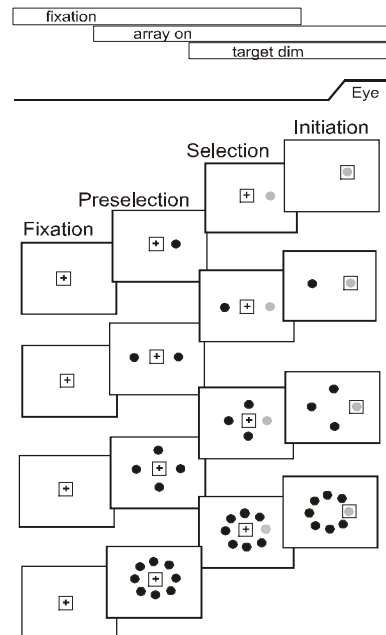 fixation
array on
target dim
Eye
Initiation
Selection
Preselection
Fixation